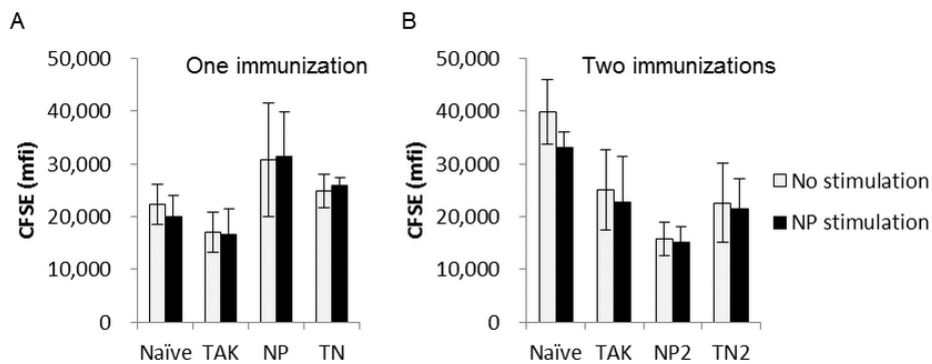 A
CFSE (mfi)
50,000
40,000
30,000
20,000
10,000
0
One immunization
Naïve TAK NP TN
B
CFSE (mfi)
50,000
40,000
30,000
20,000
10,000
0
Two immunizations
Naïve TAK NP2 TN2
No stimulation
NP stimulation